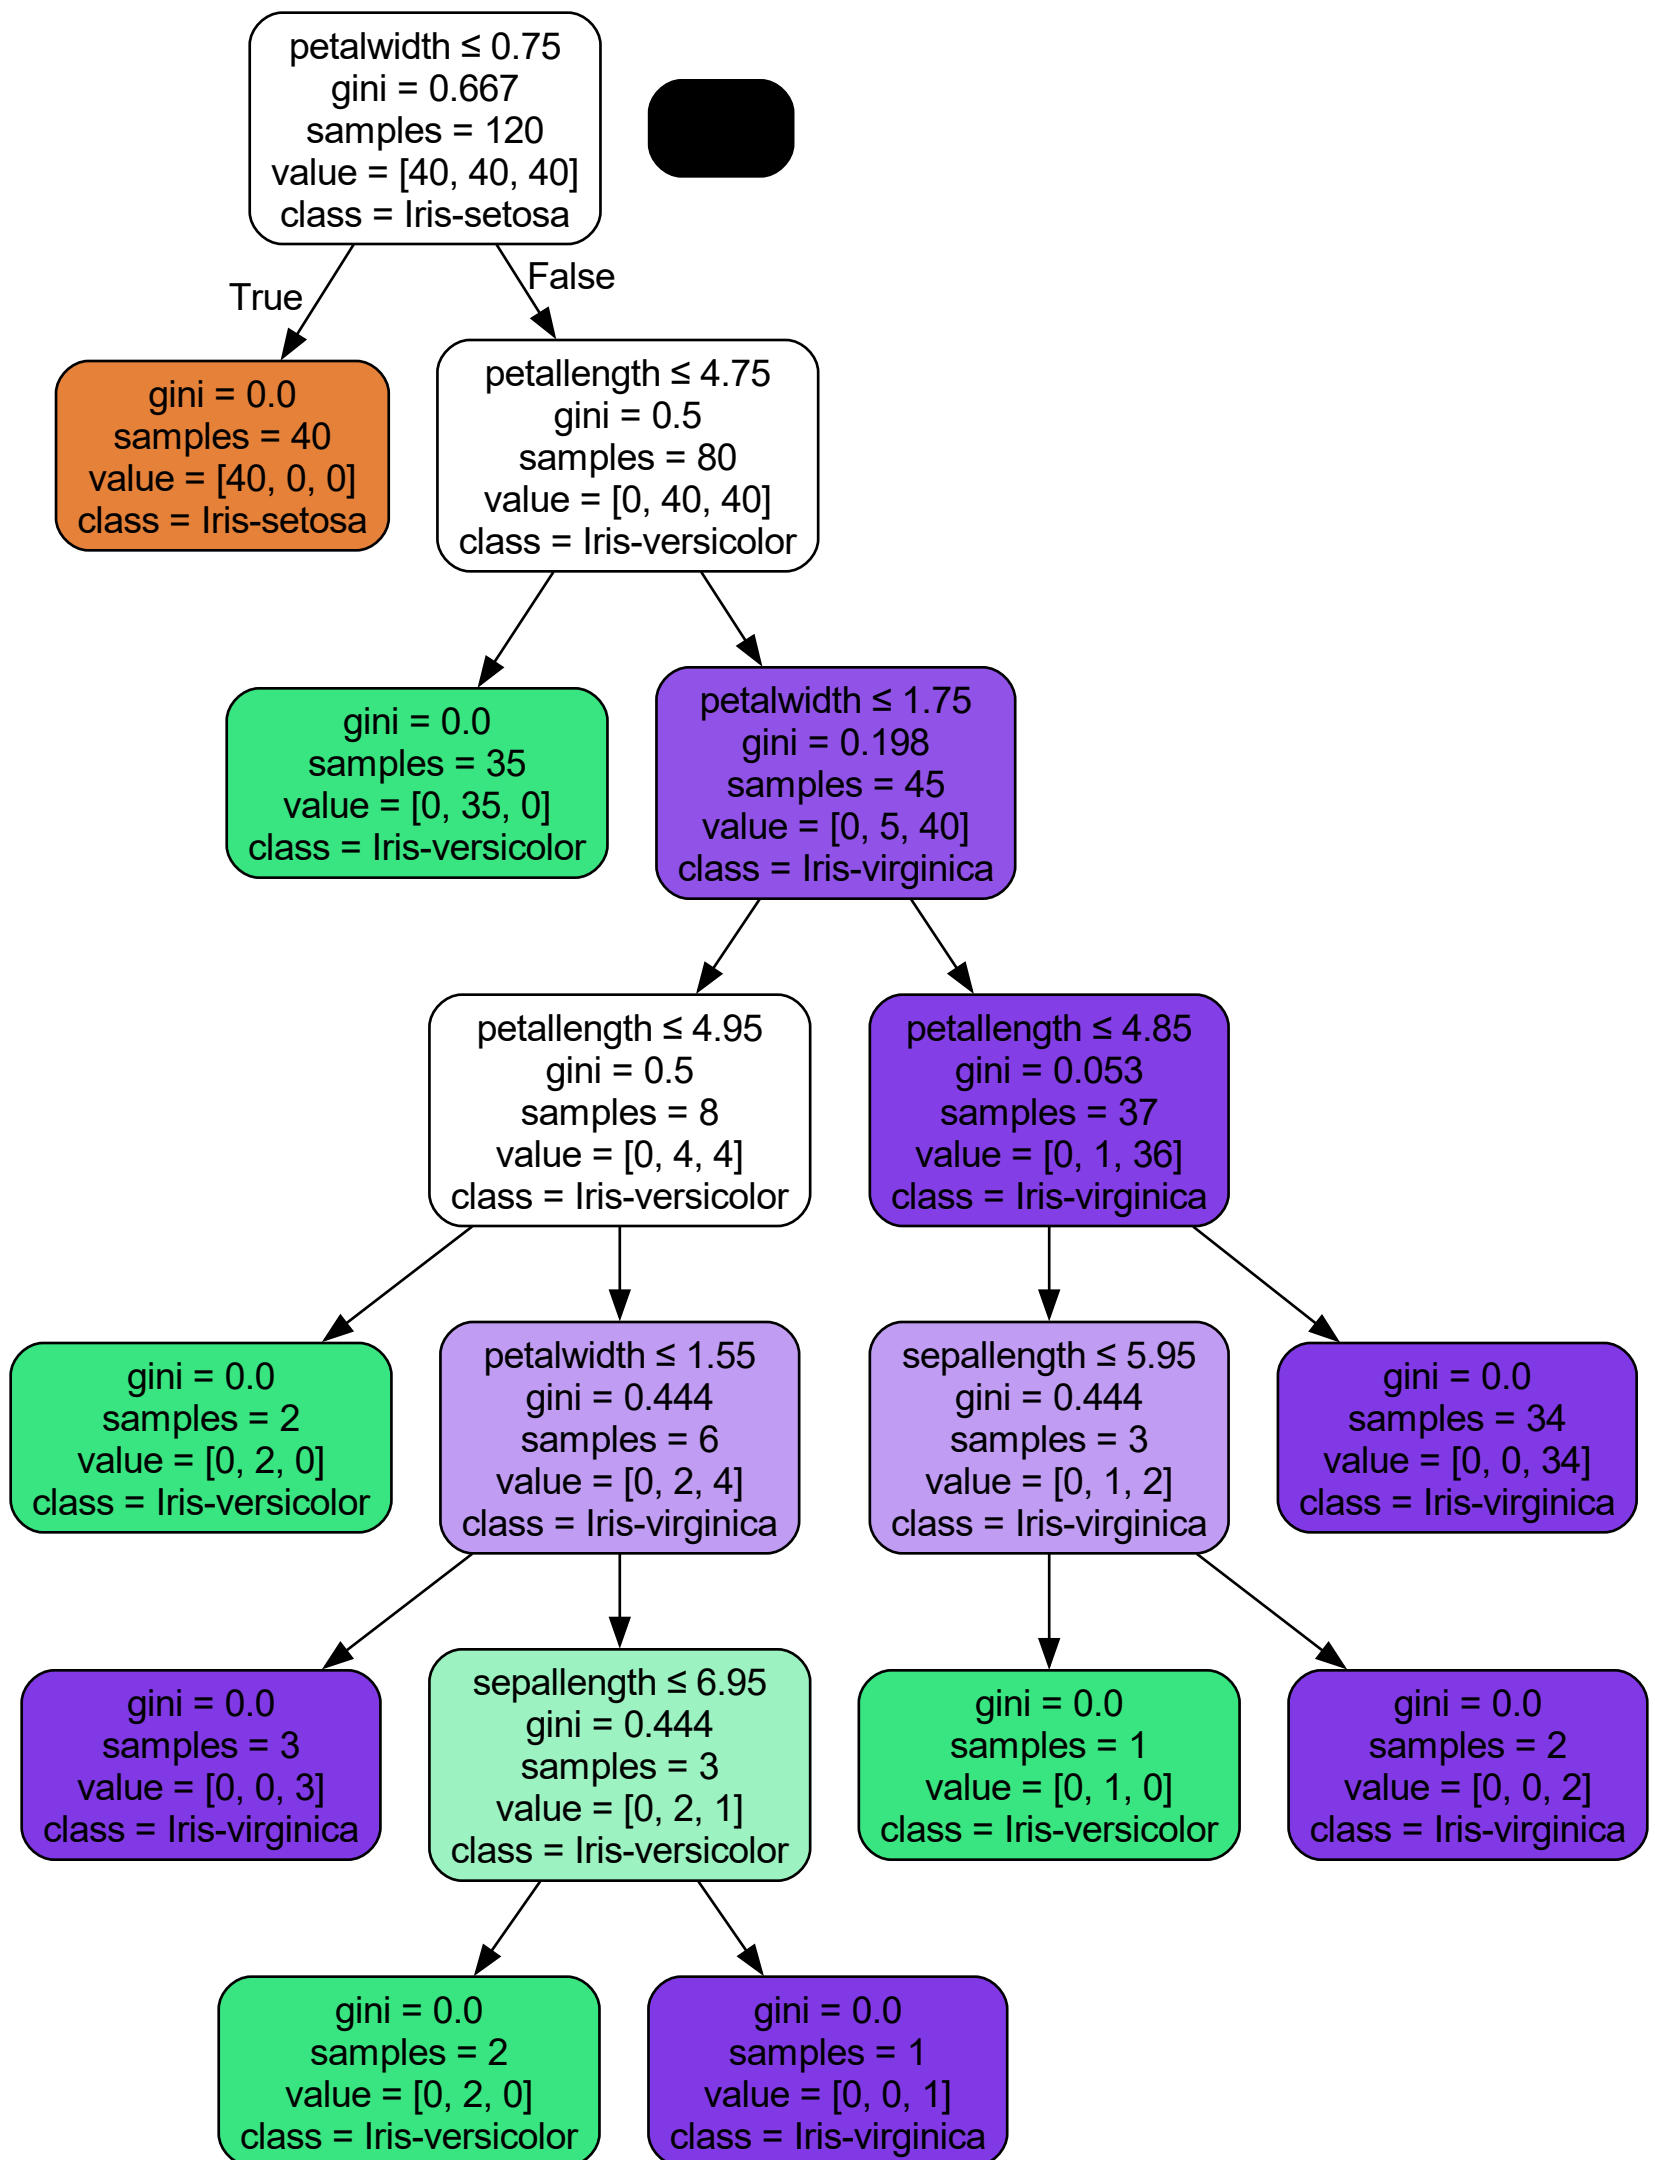 petalwidth ≤ 0.75
gini = 0.667
samples = 120
value = [40, 40, 40]
class = Iris-setosa
True
False
gini = 0.0
samples = 40
value = [40, 0, 0]
class = Iris-setosa
petallength ≤ 4.75
gini = 0.5
samples = 80
value = [0, 40, 40]
class = Iris-versicolor
gini = 0.0
samples = 35
value = [0, 35, 0]
class = Iris-versicolor
petalwidth ≤ 1.75
gini = 0.198
samples = 45
value = [0, 5, 40]
class = Iris-virginica
petallength ≤ 4.95
gini = 0.5
samples = 8
value = [0, 4, 4]
class = Iris-versicolor
petallength ≤ 4.85
gini = 0.053
samples = 37
value = [0, 1, 36]
class = Iris-virginica
gini = 0.0
samples = 2
value = [0, 2, 0]
class = Iris-versicolor
petalwidth ≤ 1.55
gini = 0.444
samples = 6
value = [0, 2, 4]
class = Iris-virginica
sepallength ≤ 5.95
gini = 0.444
samples = 3
value = [0, 1, 2]
class = Iris-virginica
gini = 0.0
samples = 34
value = [0, 0, 34]
class = Iris-virginica
gini = 0.0
samples = 3
value = [0, 0, 3]
class = Iris-virginica
sepallength ≤ 6.95
gini = 0.444
samples = 3
value = [0, 2, 1]
class = Iris-versicolor
gini = 0.0
samples = 1
value = [0, 1, 0]
class = Iris-versicolor
gini = 0.0
samples = 2
value = [0, 0, 2]
class = Iris-virginica
gini = 0.0
samples = 2
value = [0, 2, 0]
class = Iris-versicolor
gini = 0.0
samples = 1
value = [0, 0, 1]
class = Iris-virginica